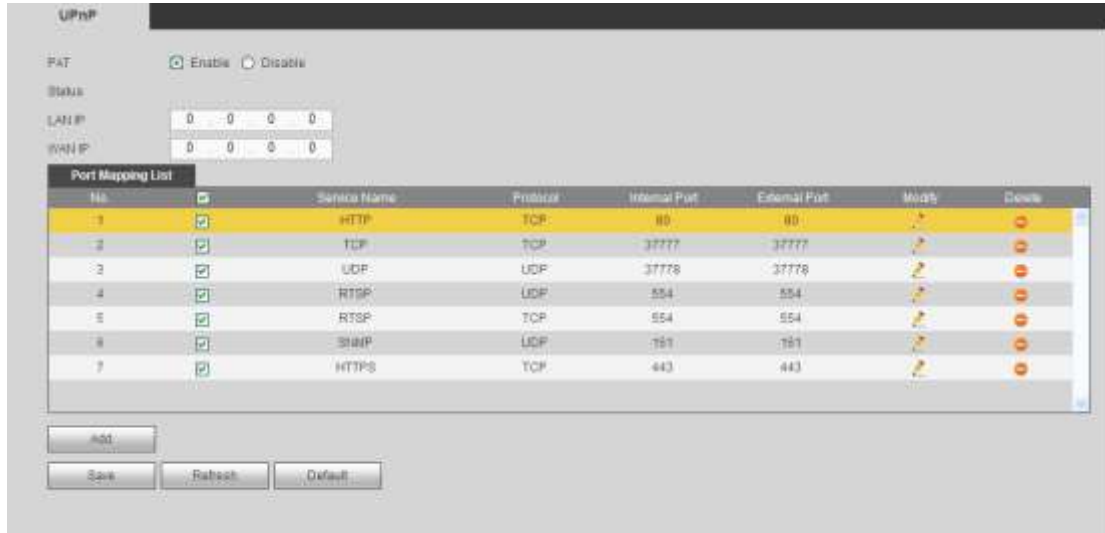 UPnP
PAT Enable Disable
Status
LAN IP 0 0 0 0
WAN IP 0 0 0 0
Port Mapping List
No. Service Name Protocol Internal Port External Port Modify Delete
1 HTTP TCP 80 80
2 TCP TCP 37777 37777
3 UDP UDP 37778 37778
4 RTSP UDP 554 554
5 RTSP TCP 554 554
6 SNMP UDP 161 161
7 HTTPS TCP 443 443
Add
Save Refresh Default